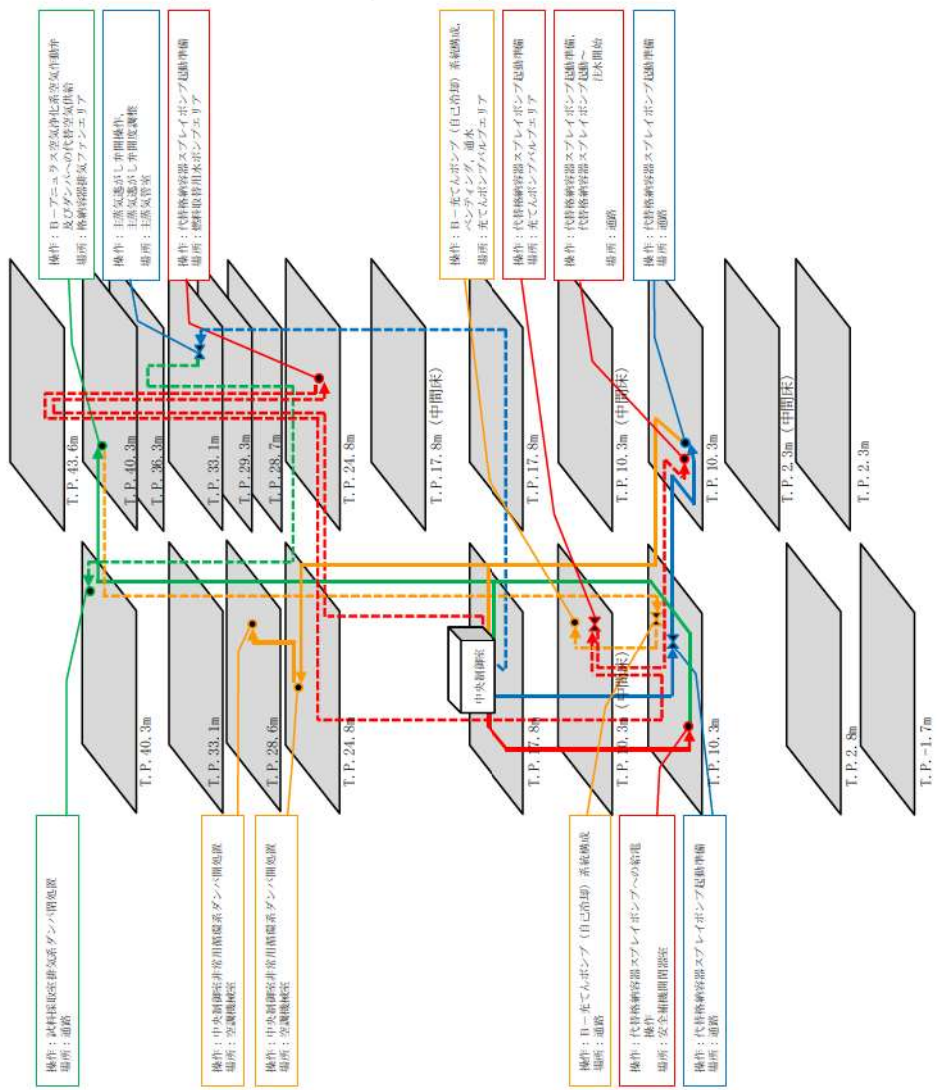 操作：B－アニュラス空気浄化系空気作動弁
及びダンパへの代替空気供給
場所：格納容器排気ファンエリア
操作：主蒸気逃がし弁開操作，
主蒸気逃がし弁開度調整
場所：主蒸気管室
操作：代替格納容器スプレイポンプ起動準備
場所：燃料取替用水ポンプエリア
操作：B－充てんポンプ（自己冷却）系統構成，
ベンティング，通水
場所：充てんポンプバルブエリア
操作：代替格納容器スプレイポンプ起動準備
場所：充てんポンプバルブエリア
操作：代替格納容器スプレイポンプ起動準備，
代替格納容器スプレイポンプ起動～
注水開始
場所：通路
操作：代替格納容器スプレイポンプ起動準備
場所：通路
T.P.43.6m
T.P.40.3m
T.P.36.3m
T.P.33.1m
T.P.29.3m
T.P.28.7m
T.P.24.8m
T.P.17.8m（中間床）
T.P.17.8m
T.P.10.3m（中間床）
T.P.10.3m
T.P.2.3m（中間床）
T.P.2.3m
中央制御室
T.P.40.3m
T.P.33.1m
T.P.28.6m
T.P.24.8m
T.P.17.8m
T.P.10.3m（中間床）
T.P.10.3m
T.P.2.8m
T.P.-1.7m
操作：試料採取室排気系ダンパ閉処置
場所：通路
操作：中央制御室非常用循環系ダンパ開処置
場所：空調機械室
操作：中央制御室非常用循環系ダンパ開処置
場所：空調機械室
操作：B－充てんポンプ（自己冷却）系統構成
場所：通路
操作：代替格納容器スプレイポンプへの給電
操作
場所：安全補機開閉器室
操作：代替格納容器スプレイポンプ起動準備
場所：通路